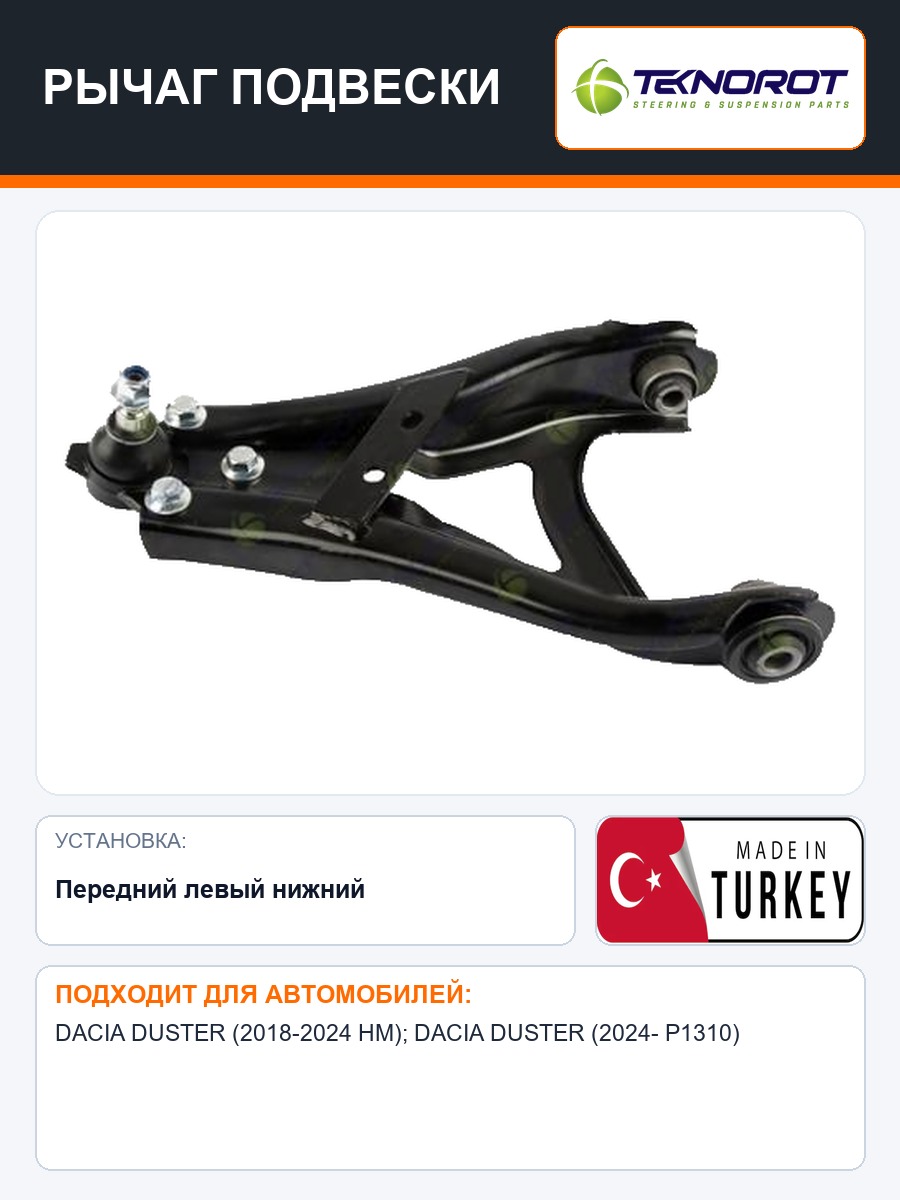 РЫЧАГ ПОДВЕСКИ
TEKNOROT
STEERING & SUSPENSION PARTS
УСТАНОВКА:
Передний левый нижний
MADE IN
TURKEY
ПОДХОДИТ ДЛЯ АВТОМОБИЛЕЙ:
DACIA DUSTER (2018-2024 HM); DACIA DUSTER (2024- P1310)